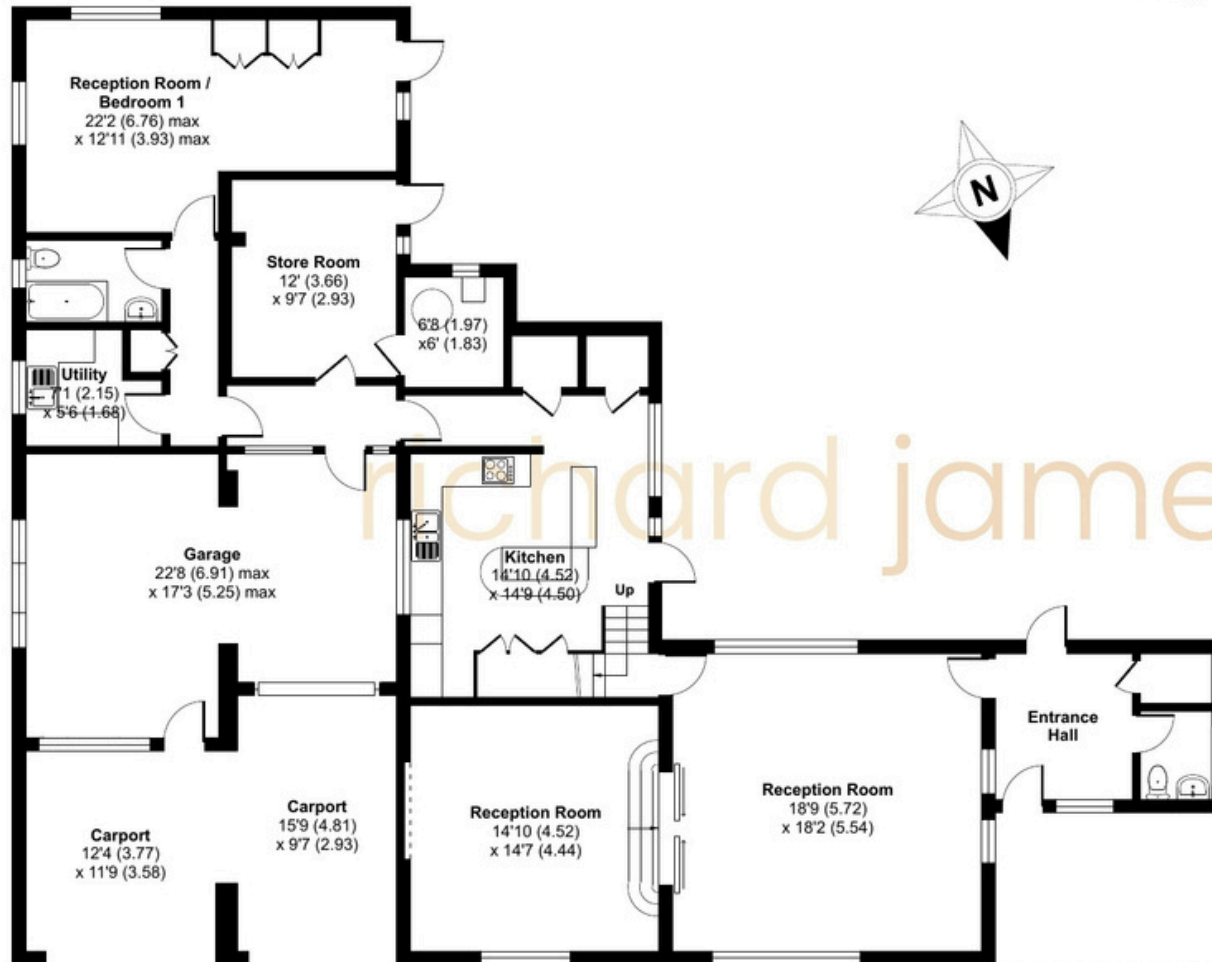 Reception Room /
Bedroom 1
22'2 (6.76) max
x 12'11 (3.93) max
N
Store Room
12' (3.66)
x 9'7 (2.93)
6'8 (1.97)
x6' (1.83)
Utility
7'1 (2.15)
x 5'6 (1.68)
richard jame
Garage
22'8 (6.91) max
x 17'3 (5.25) max
Kitchen
14'10 (4.52)
x 14'9 (4.50)
Up
Entrance
Hall
Reception Room
18'9 (5.72)
x 18'2 (5.54)
Reception Room
14'10 (4.52)
x 14'7 (4.44)
Carport
15'9 (4.81)
x 9'7 (2.93)
Carport
12'4 (3.77)
x 11'9 (3.58)